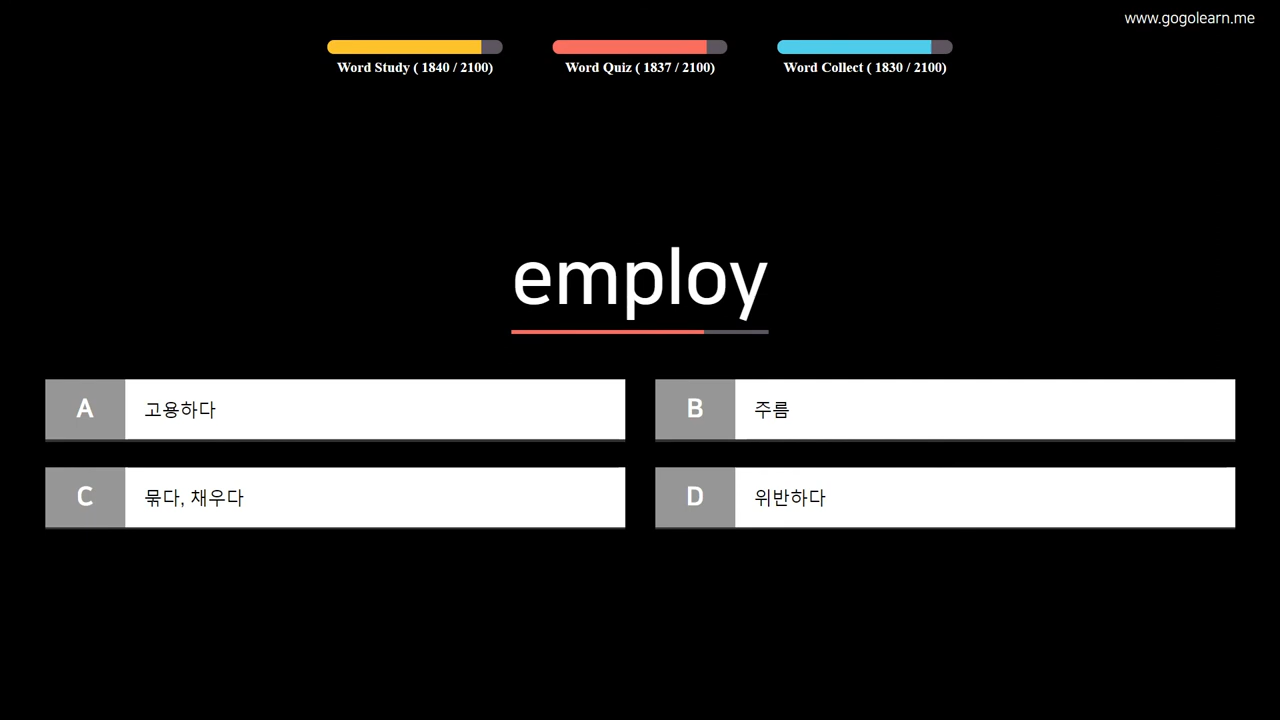 www.gogolearn.me
Word Study ( 1840 / 2100)
Word Quiz ( 1837 / 2100)
Word Collect ( 1830 / 2100)
employ
A 고용하다
B 주름
C 묶다, 채우다
D 위반하다